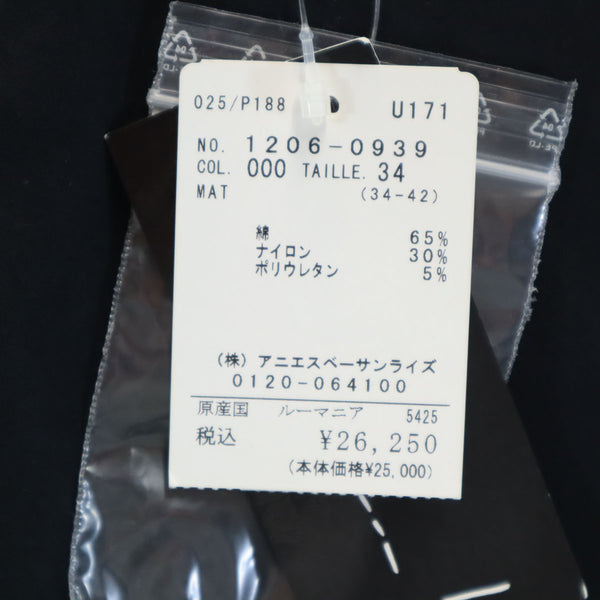 025/P188 U171
NO. 1206-0939
COL. 000 TAILLE. 34
MAT (34-42)
綿 65%
ナイロン 30%
ポリウレタン 5%
(株) アニエスベーサンライズ
0120-064100
原産国 ルーマニア 5425
税込 ¥26,250
(本体価格¥25,000)